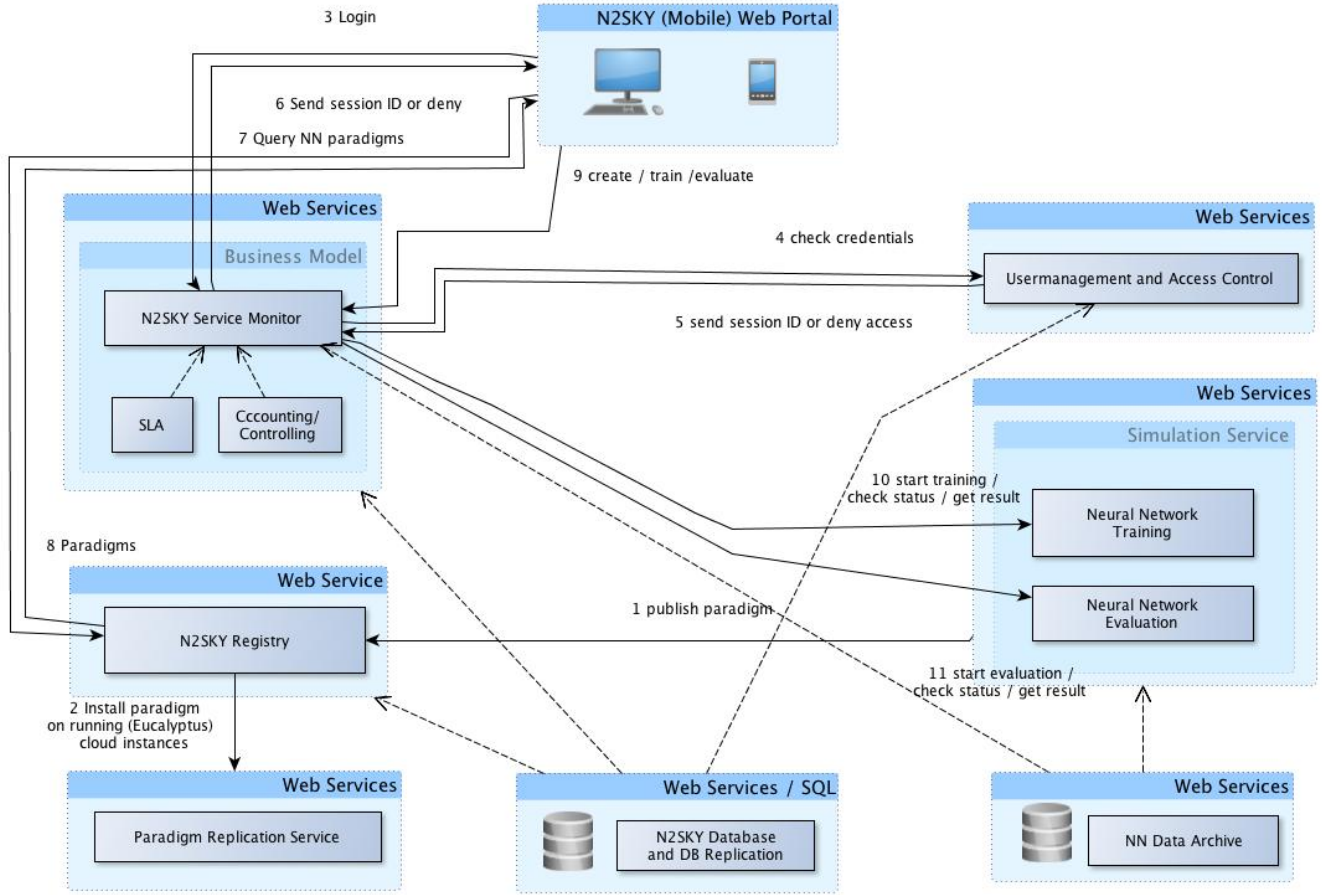 3 Login
N2SKY (Mobile) Web Portal
6 Send session ID or deny
7 Query NN paradigms
9 create / train /evaluate
Web Services
Business Model
N2SKY Service Monitor
SLA
Cccounting/
Controlling
4 check credentials
5 send session ID or deny access
Web Services
Usermanagement and Access Control
Web Services
Simulation Service
10 start training /
check status / get result
Neural Network
Training
Neural Network
Evaluation
8 Paradigms
Web Service
N2SKY Registry
1 publish paradigm
11 start evaluation /
check status / get result
2 Install paradigm
on running (Eucalyptus)
cloud instances
Web Services
Paradigm Replication Service
Web Services / SQL
N2SKY Database
and DB Replication
Web Services
NN Data Archive